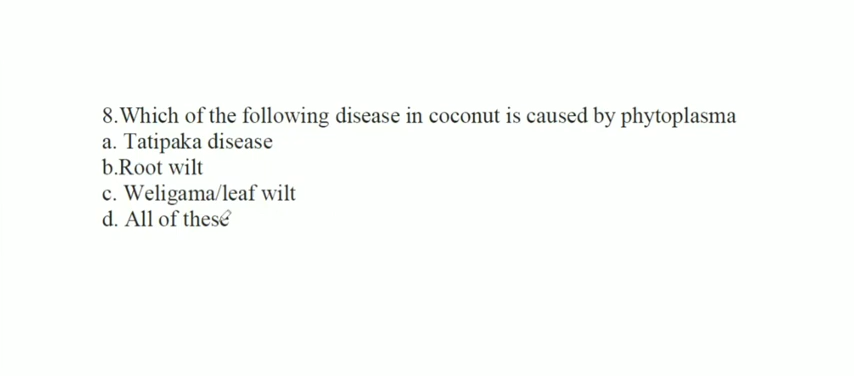 8.Which of the following disease in coconut is caused by phytoplasma
a. Tatipaka disease
b.Root wilt
c. Weligama/leaf wilt
d. All of these